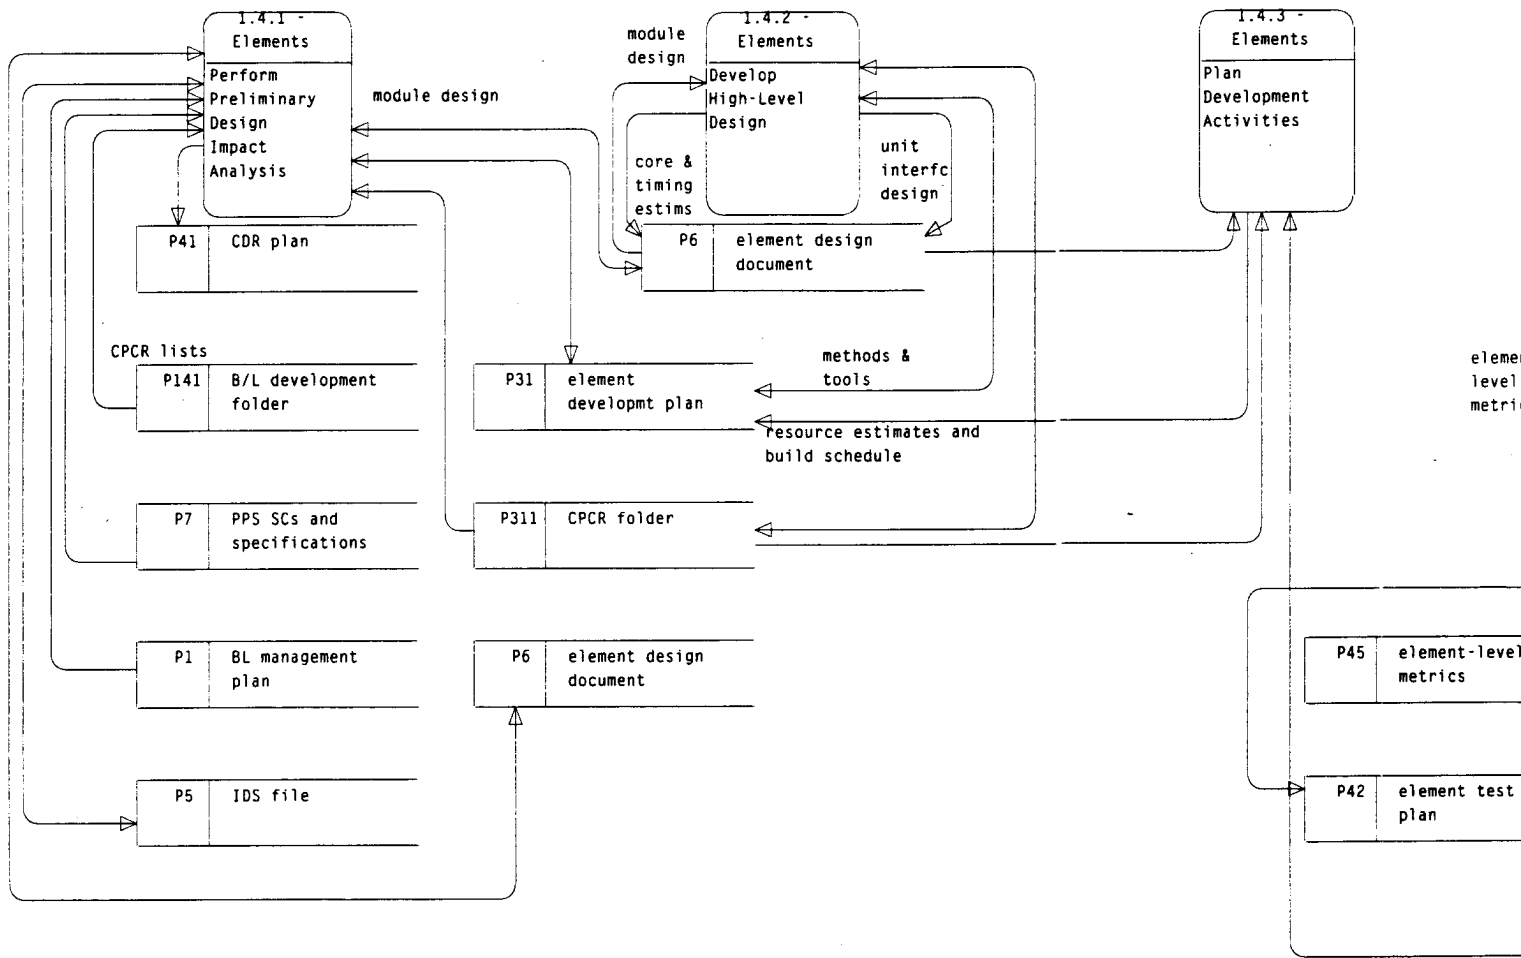 1.4.1 -
Elements
Perform
Preliminary
Design
Impact
Analysis
module design
module
design
1.4.2 -
Elements
Develop
High-Level
Design
core &
timing
estims
unit
interfc
design
1.4.3 -
Elements
Plan
Development
Activities
P41 CDR plan
P6 element design
document
CPCR lists
P141 B/L development
folder
P31 element
developmt plan
methods &
tools
resource estimates and
build schedule
elemen
level
metric
P7 PPS SCs and
specifications
P311 CPCR folder
P1 BL management
plan
P6 element design
document
P45 element-level
metrics
P5 IDS file
P42 element test
plan